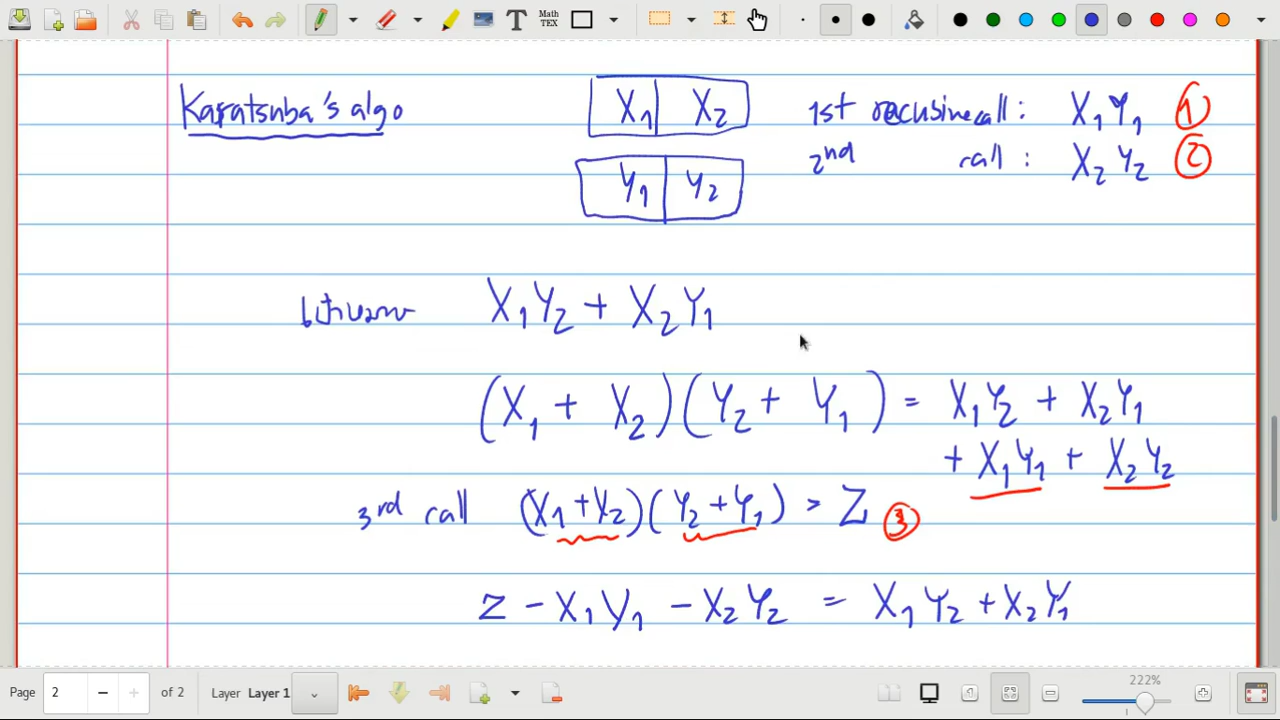 Math
TEX
Karatsuba's algo
X₁ X₂
Y₁ Y₂
1st recursive call : X₁Y₁ ①
2nd call : X₂Y₂ ②
X₁Y₂ + X₂Y₁
(X₁ + X₂)(Y₂ + Y₁) = X₁Y₂ + X₂Y₁
+ X₁Y₁ + X₂Y₂
3rd call (X₁+X₂)(Y₂+Y₁) = Z ③
Z - X₁Y₁ - X₂Y₂ = X₁Y₂ + X₂Y₁
Page 2 of 2 Layer Layer 1 222%